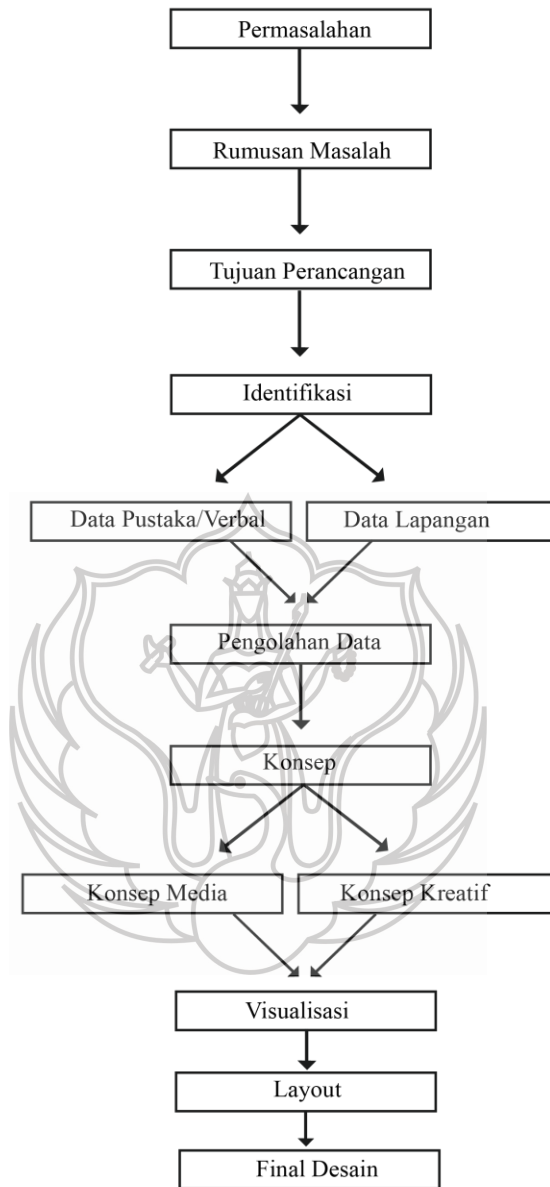 Permasalahan
Rumusan Masalah
Tujuan Perancangan
Identifikasi
Data Pustaka/Verbal
Data Lapangan
Pengolahan Data
Konsep
Konsep Media
Konsep Kreatif
Visualisasi
Layout
Final Desain